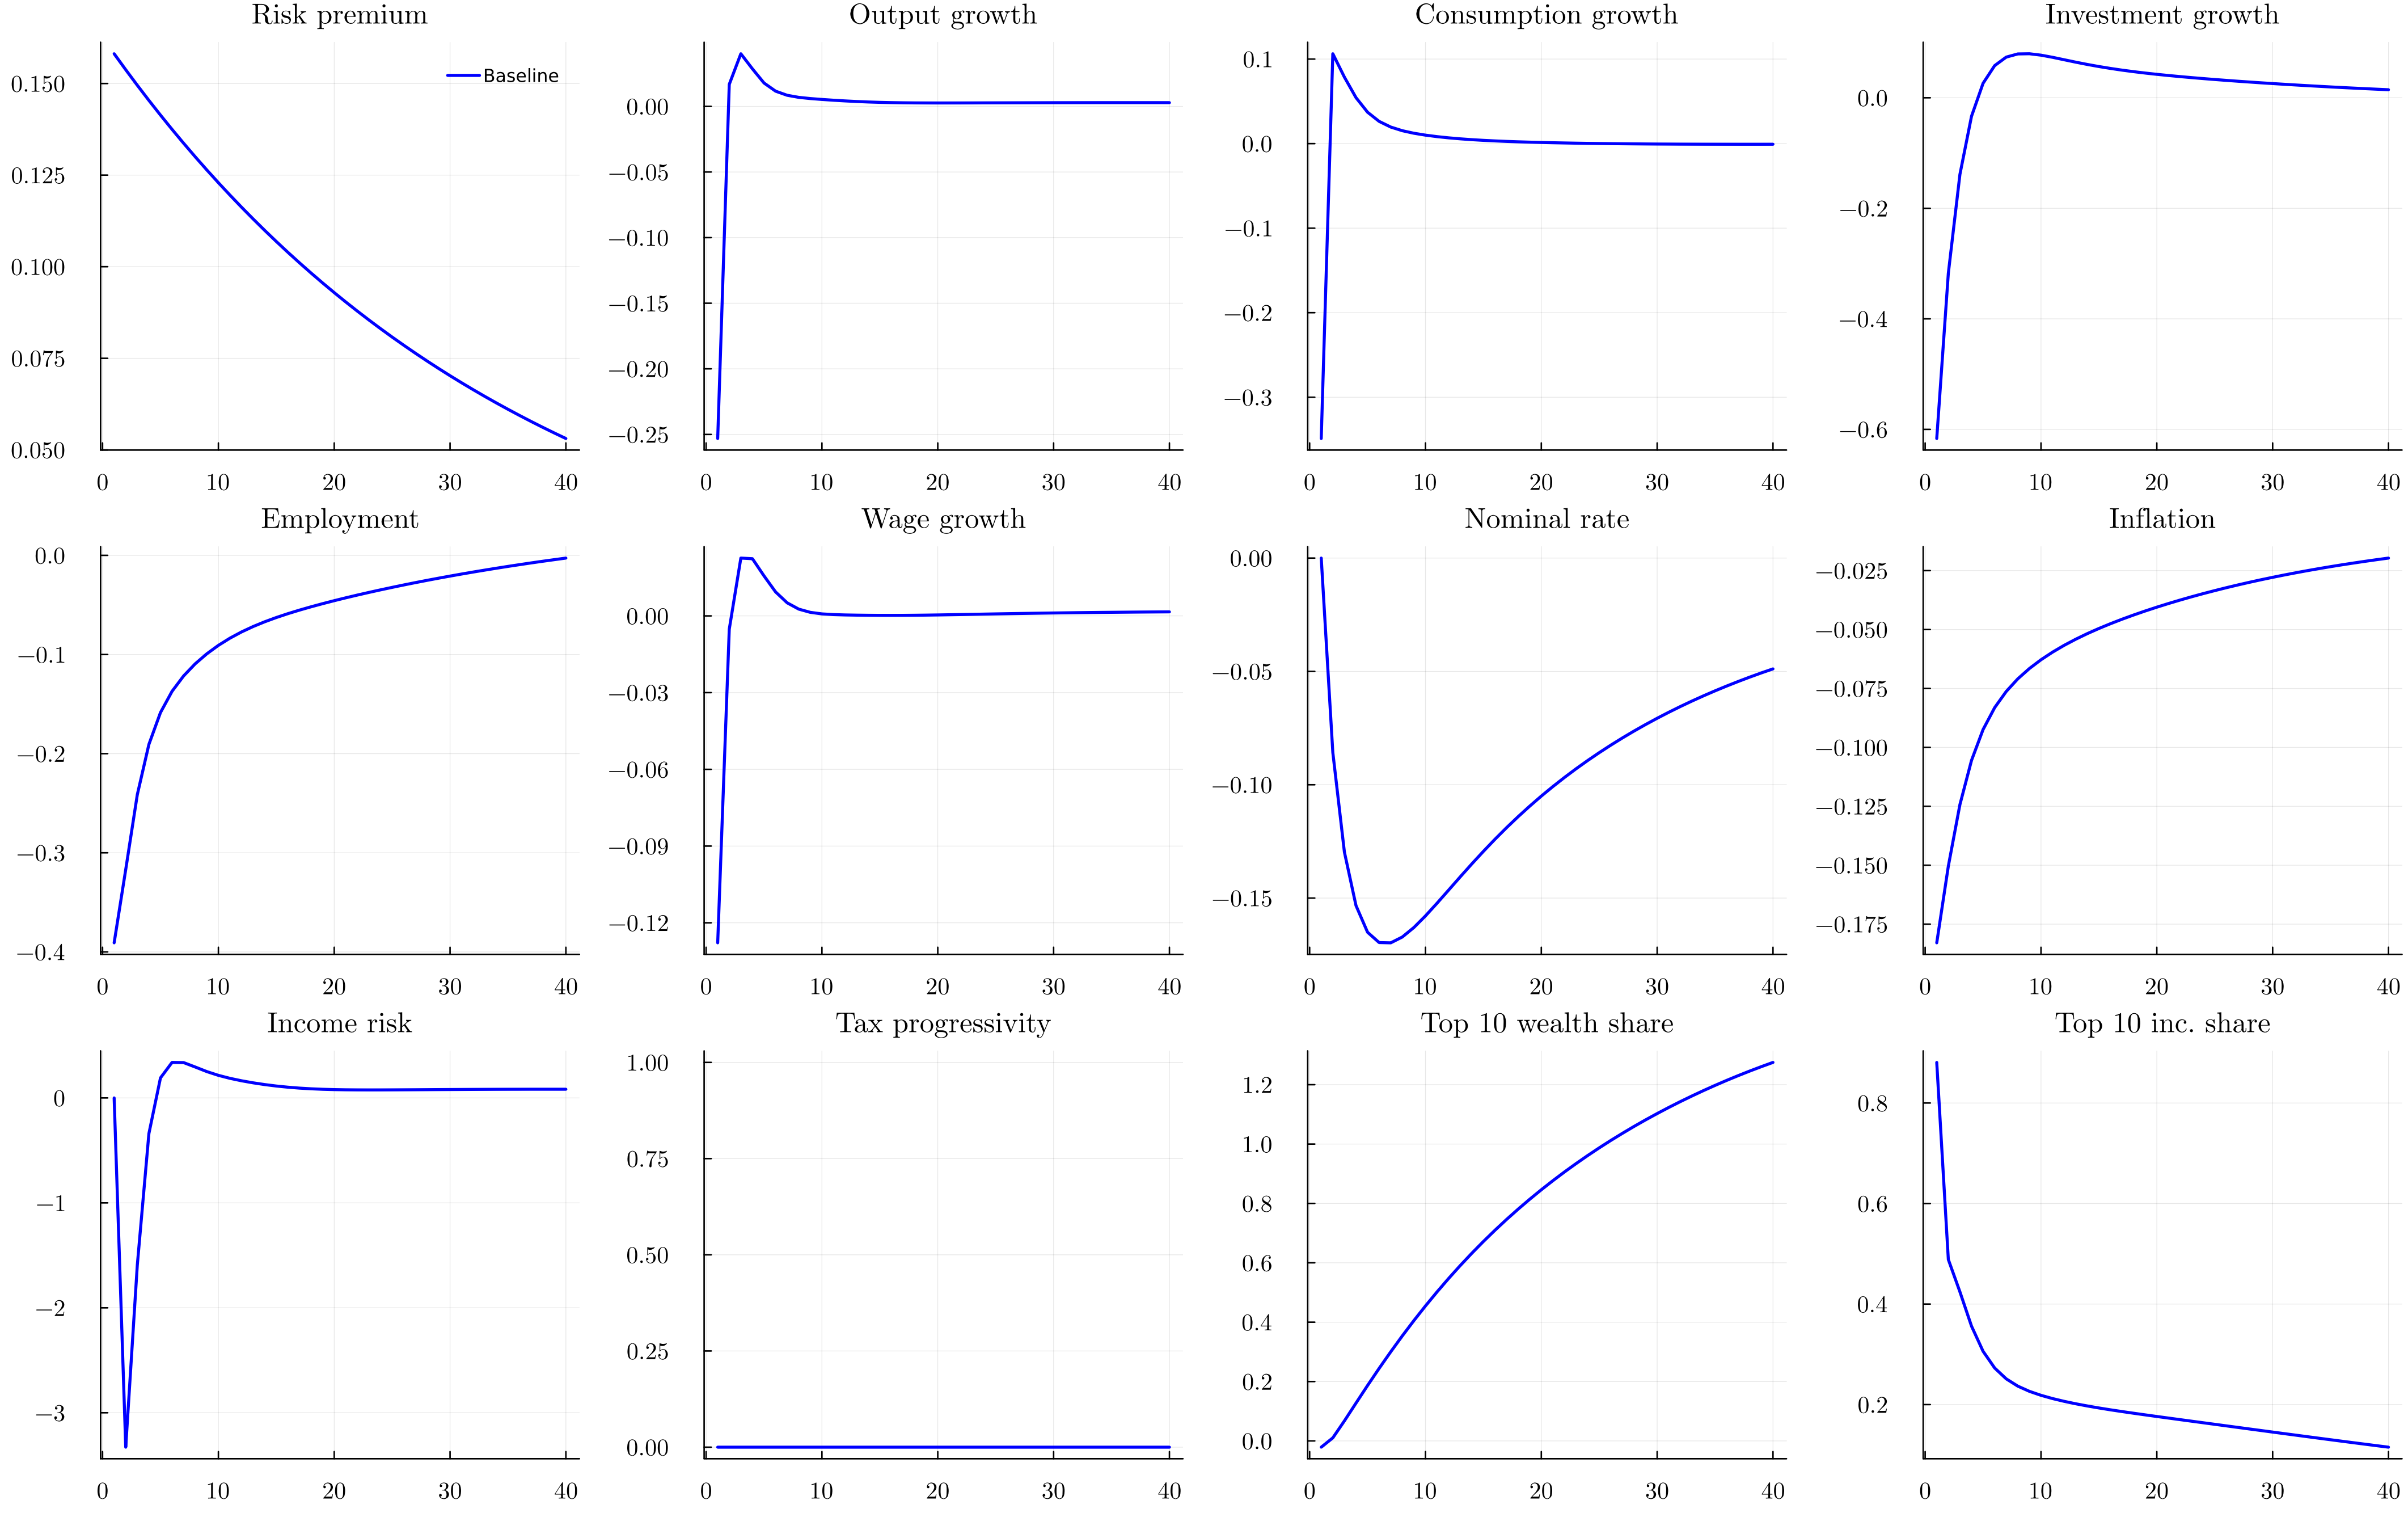 Risk premium
0.150
0.125
0.100
0.075
0.050
Baseline
0 10 20 30 40
Output growth
0.00
−0.05
−0.10
−0.15
−0.20
−0.25
0 10 20 30 40
Consumption growth
0.1
0.0
−0.1
−0.2
−0.3
0 10 20 30 40
Investment growth
0.0
−0.2
−0.4
−0.6
0 10 20 30 40
Employment
0.0
−0.1
−0.2
−0.3
−0.4
0 10 20 30 40
Wage growth
0.00
−0.03
−0.06
−0.09
−0.12
0 10 20 30 40
Nominal rate
0.00
−0.05
−0.10
−0.15
0 10 20 30 40
Inflation
−0.025
−0.050
−0.075
−0.100
−0.125
−0.150
−0.175
0 10 20 30 40
Income risk
0
−1
−2
−3
0 10 20 30 40
Tax progressivity
1.00
0.75
0.50
0.25
0.00
0 10 20 30 40
Top 10 wealth share
1.2
1.0
0.8
0.6
0.4
0.2
0.0
0 10 20 30 40
Top 10 inc. share
0.8
0.6
0.4
0.2
0 10 20 30 40